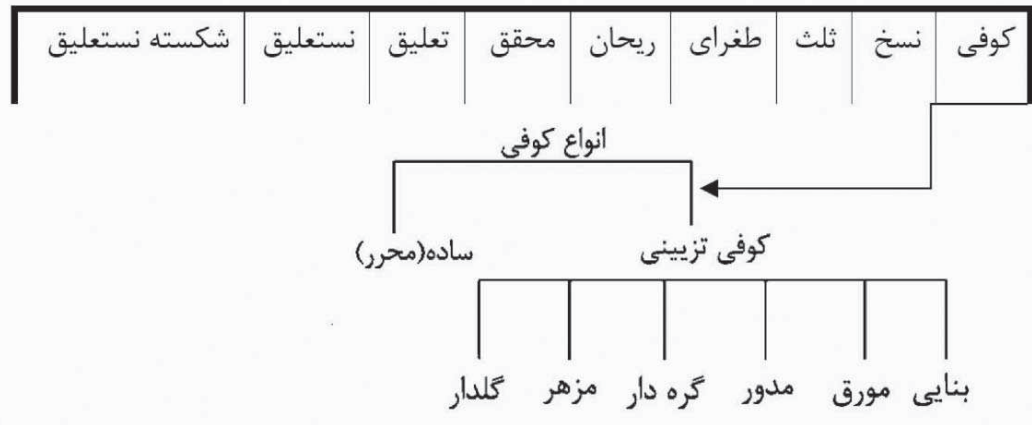 کوفی نسخ ثلث طغرای ریحان محقق تعلیق نستعلیق شکسته نستعلیق
انواع کوفی
کوفی تزیینی ساده(محرر)
بنایی مورق مدور گره دار مزهر گلدار